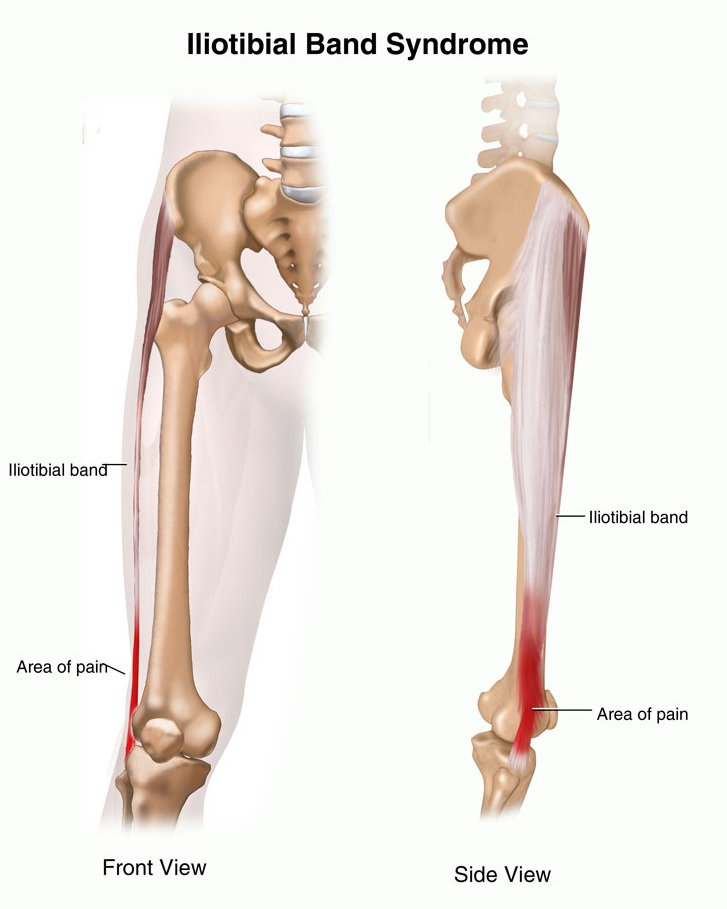 Iliotibial Band Syndrome
Iliotibial band
Iliotibial band
Area of pain
Area of pain
Front View
Side View